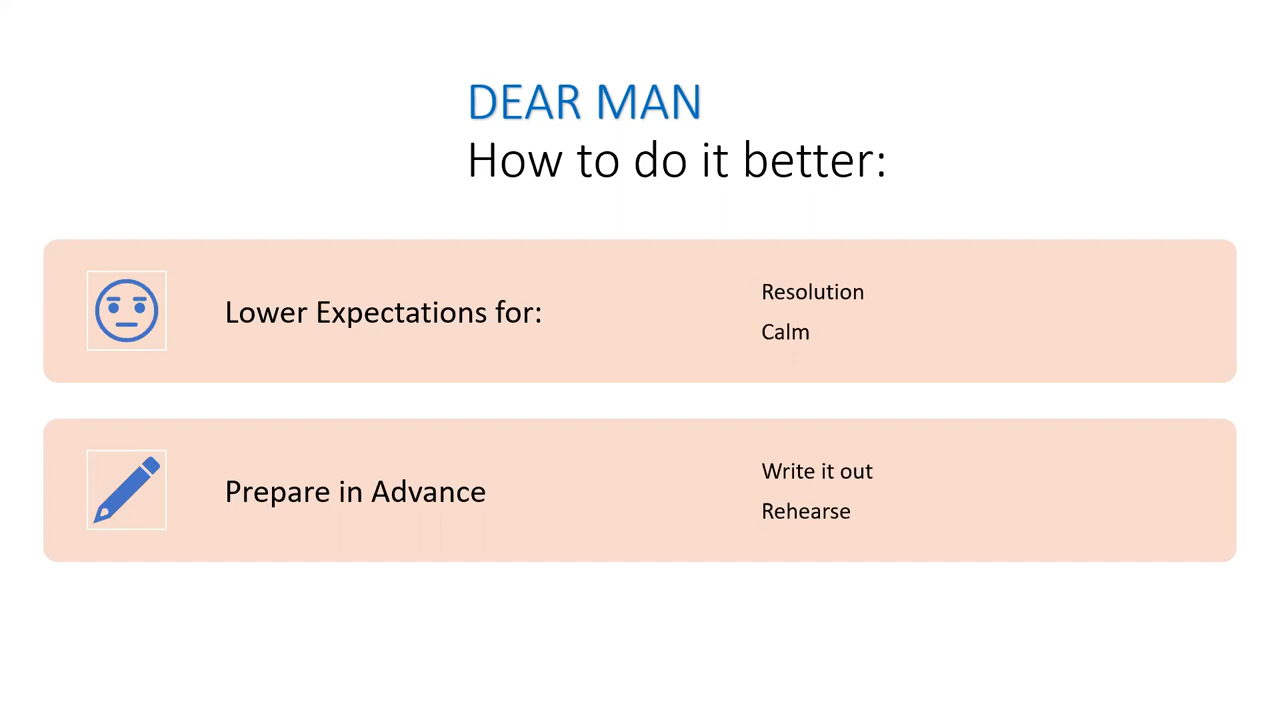 DEAR MAN
How to do it better:
Lower Expectations for:
Resolution
Calm
Prepare in Advance
Write it out
Rehearse